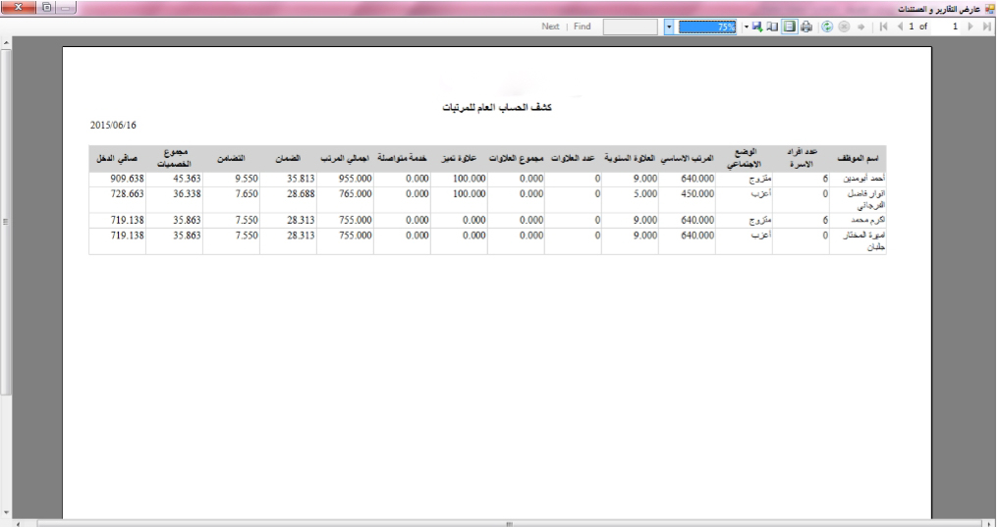 عارض التقارير و المستندات
1 of 1 75% Find | Next
كشف الحساب العام للمرتبات
2015/06/16
اسم الموظف عدد افراد الاسرة الوضع الاجتماعي المرتب الاساسي العلاوة السنوية عدد العلاوات مجموع العلاوات علاوة تميز خدمة متواصلة اجمالي المرتب الضمان التضامن مجموع الخصميات صافي الدخل
أحمد أبومدين 6 متزوج 640.000 9.000 0 0.000 100.000 0.000 955.000 35.813 9.550 45.363 909.638
انوار فاضل الفرجاني 0 أعزب 450.000 5.000 0 0.000 100.000 0.000 765.000 28.688 7.650 36.338 728.663
اكرم محمد 6 متزوج 640.000 9.000 0 0.000 0.000 0.000 755.000 28.313 7.550 35.863 719.138
اميرة المختار جلبان 0 أعزب 640.000 9.000 0 0.000 0.000 0.000 755.000 28.313 7.550 35.863 719.138